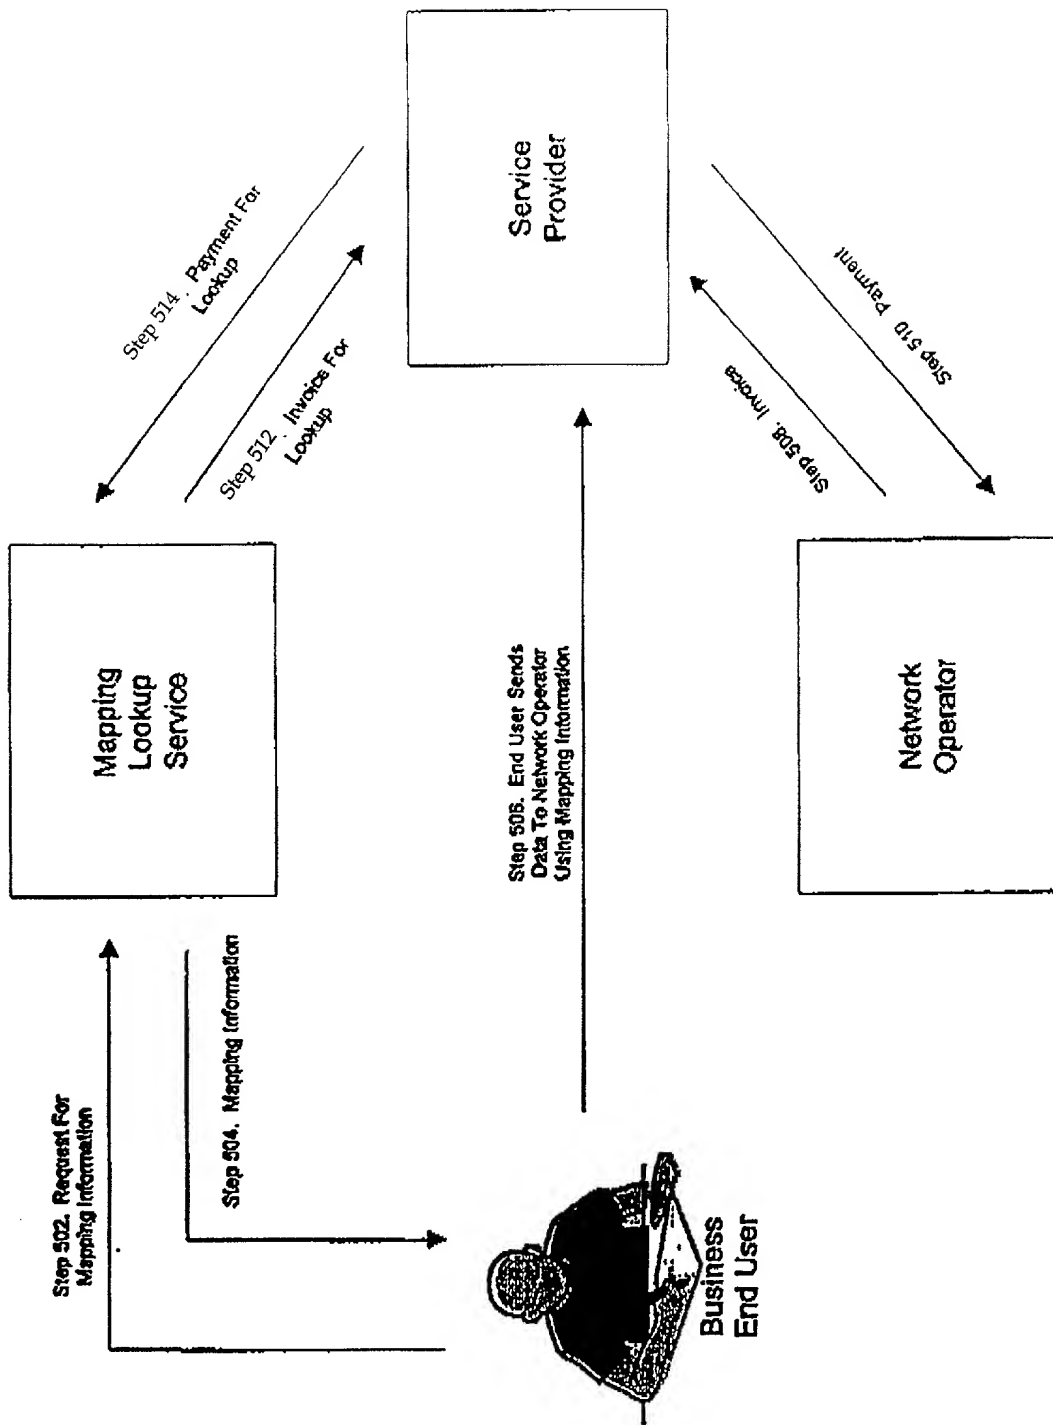 Step 502. Request For
Mapping Information
Step 504. Mapping Information
Mapping
Lookup
Service
Step 514. Payment For
Lookup
Step 512. Invoice For
Lookup
Business
End User
Step 506. End User Sends
Data To Network Operator
Using Mapping Information
Service
Provider
Step 508. Invoice
Step 510 Payment
Network
Operator